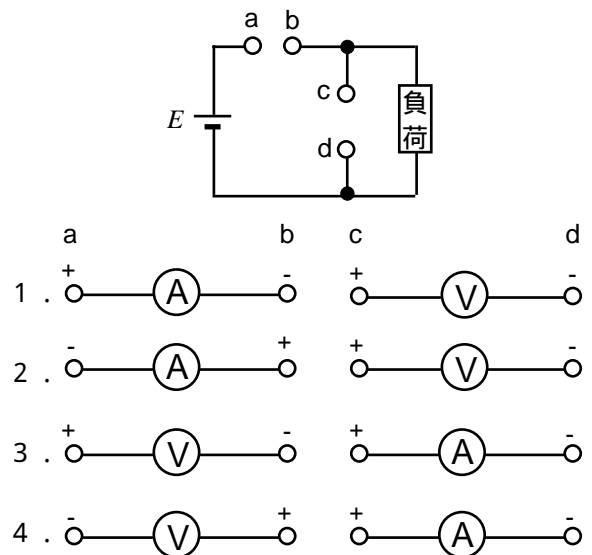 a b
c
E
負
荷
d
a b c d
+ - + -
1 . A V
- + + -
2 . A V
+ - + -
3 . V A
- + + -
4 . V A